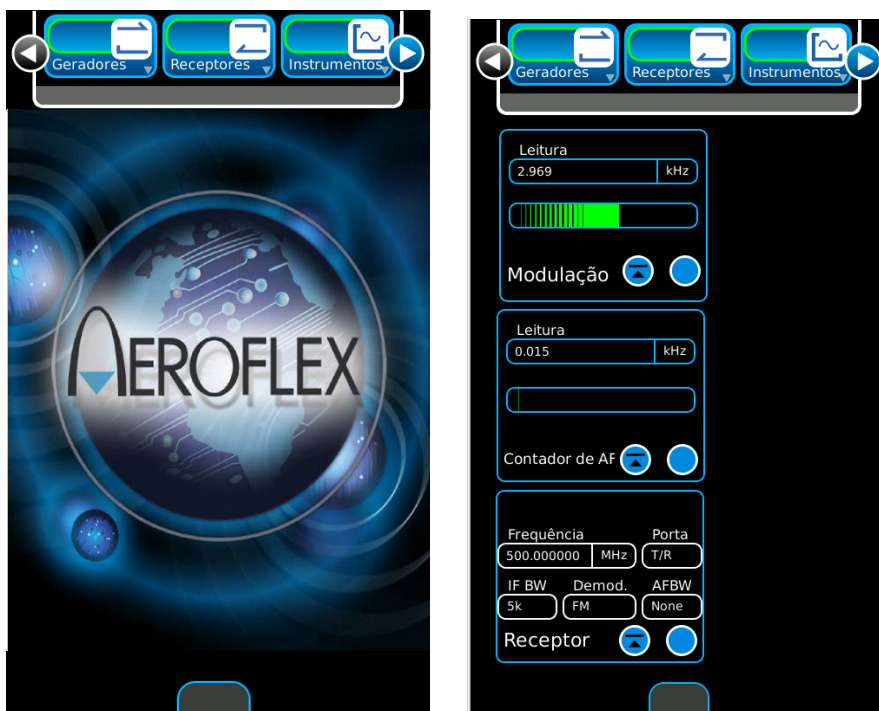 Geradores
Receptores
Instrumentos
AEROFLEX
Geradores
Receptores
Instrumentos
Leitura
2.969 kHz
Modulação
Leitura
0.015 kHz
Contador de AF
Frequência Porta
500.000000 MHz T/R
IF BW Demod. AFBW
5k FM None
Receptor